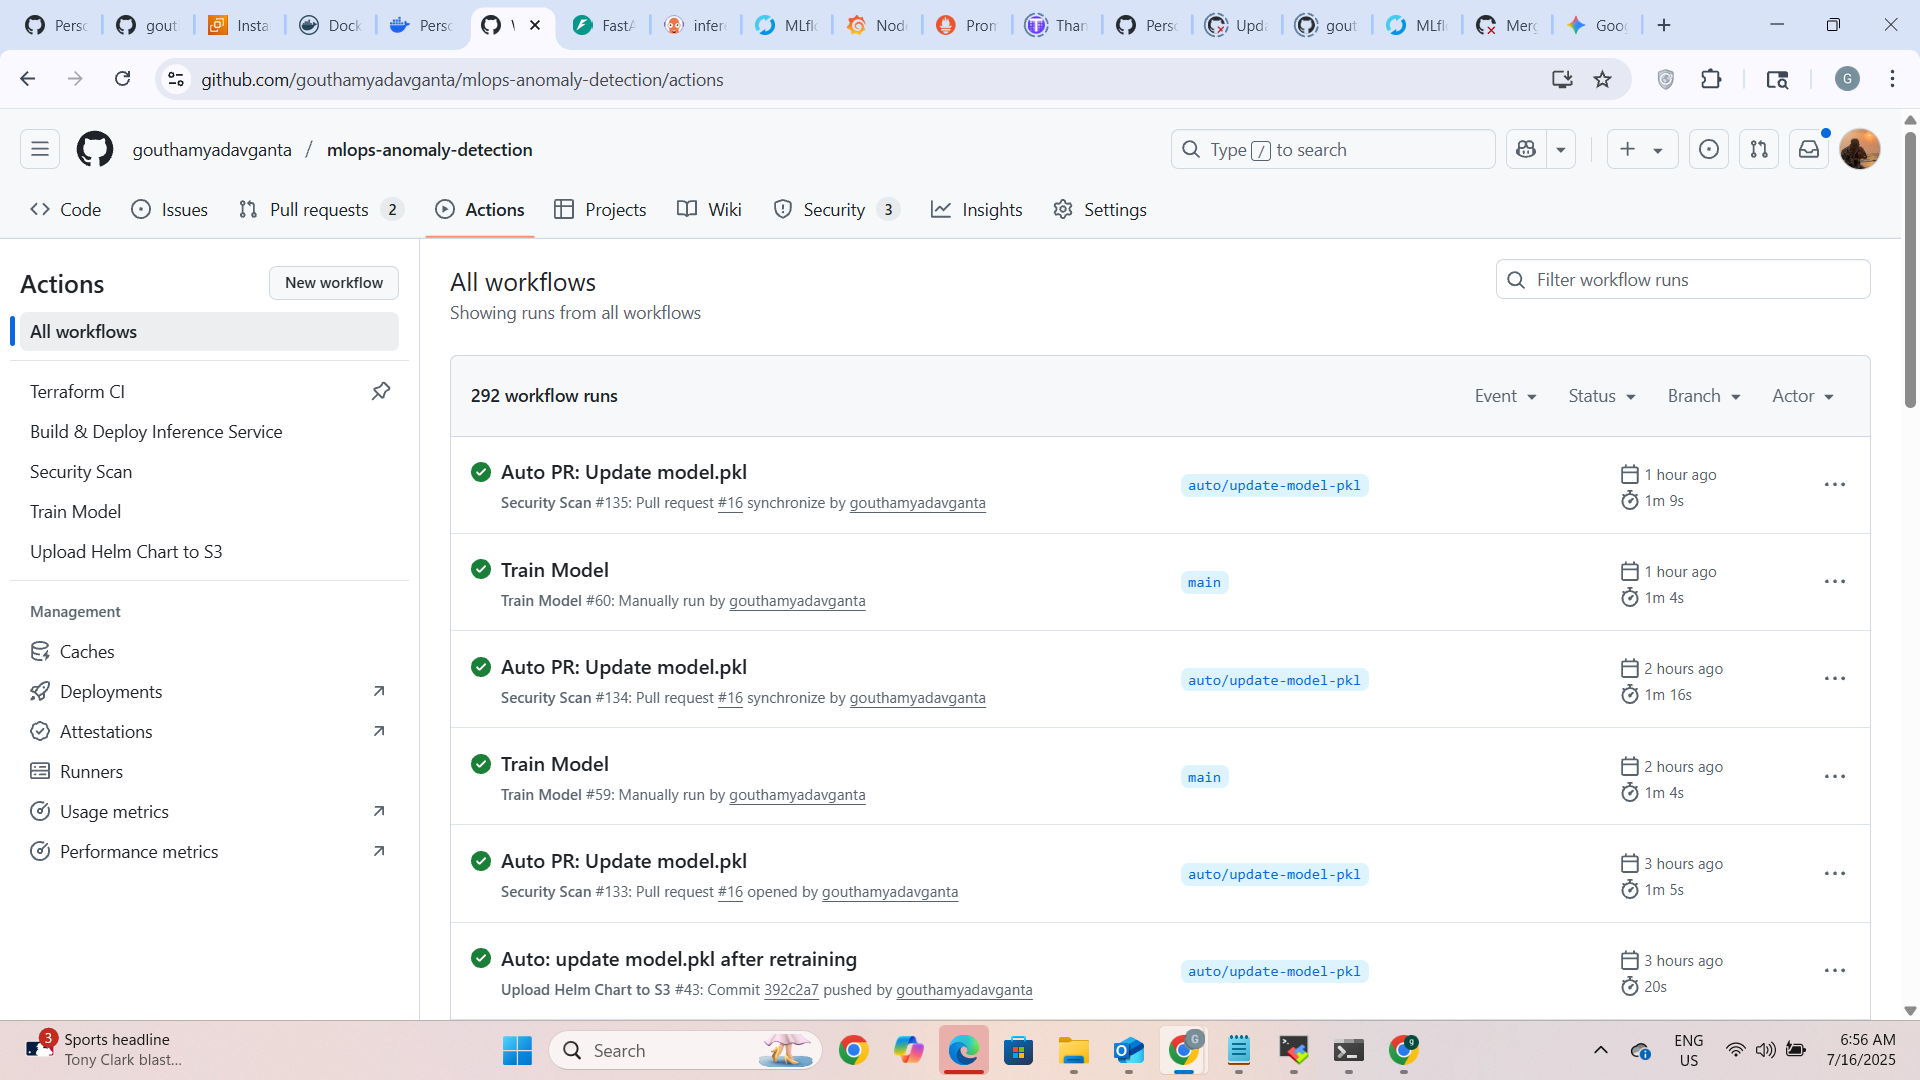 Persc
gout
Insta
Dock
Persc
FastA
infere
MLflo
Node
Prom
Than
Persc
Upda
gout
MLflo
Merg
Goog
github.com/gouthamyadavganta/mlops-anomaly-detection/actions
G
gouthamyadavganta / mlops-anomaly-detection
Type / to search
Code
Issues
Pull requests 2
Actions
Projects
Wiki
Security 3
Insights
Settings
Actions
New workflow
All workflows
Terraform CI
Build & Deploy Inference Service
Security Scan
Train Model
Upload Helm Chart to S3
Management
Caches
Deployments
Attestations
Runners
Usage metrics
Performance metrics
All workflows
Showing runs from all workflows
Filter workflow runs
292 workflow runs
Event
Status
Branch
Actor
Auto PR: Update model.pkl
Security Scan #135: Pull request #16 synchronize by gouthamyadavganta
auto/update-model-pkl
1 hour ago
1m 9s
Train Model
Train Model #60: Manually run by gouthamyadavganta
main
1 hour ago
1m 4s
Auto PR: Update model.pkl
Security Scan #134: Pull request #16 synchronize by gouthamyadavganta
auto/update-model-pkl
2 hours ago
1m 16s
Train Model
Train Model #59: Manually run by gouthamyadavganta
main
2 hours ago
1m 4s
Auto PR: Update model.pkl
Security Scan #133: Pull request #16 opened by gouthamyadavganta
auto/update-model-pkl
3 hours ago
1m 5s
Auto: update model.pkl after retraining
Upload Helm Chart to S3 #43: Commit 392c2a7 pushed by gouthamyadavganta
auto/update-model-pkl
3 hours ago
20s
3
Sports headline
Tony Clark blast...
Search
ENG
US
6:56 AM
7/16/2025